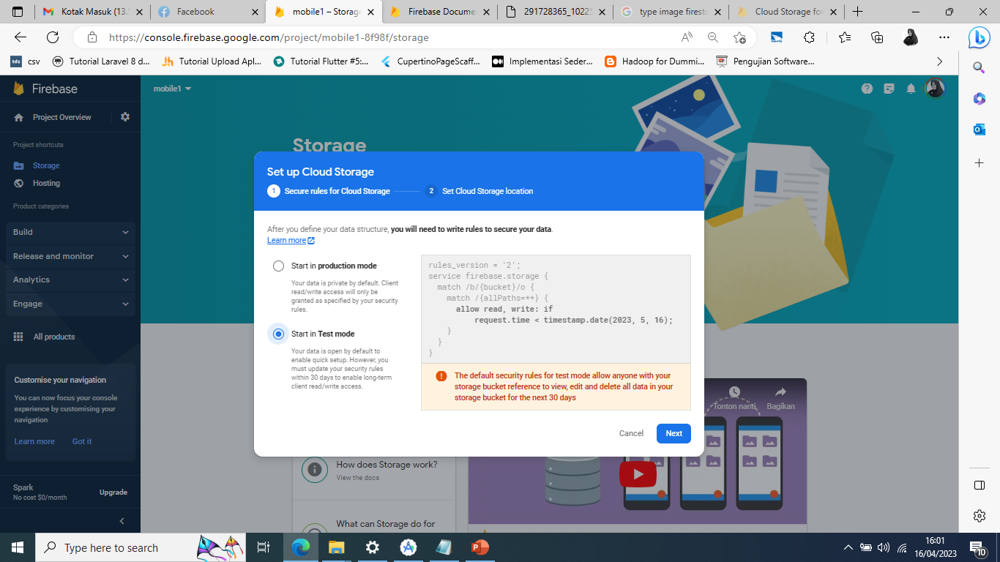 Kotak Masuk (13.
Facebook
mobile1 – Storag
Firebase Docume
291728365_10225
type image firest
Cloud Storage for
https://console.firebase.google.com/project/mobile1-8f98f/storage
csv
Tutorial Laravel 8 d...
Tutorial Upload Apl...
Tutorial Flutter #5:...
CupertinoPageScaff...
Implementasi Seder...
Hadoop for Dummi...
Pengujian Software...
Firebase
mobile1
Project Overview
Project shortcuts
Storage
Hosting
Product categories
Build
Release and monitor
Analytics
Engage
All products
Customise your navigation
You can now focus your console
experience by customising your
navigation
Learn more
Got it
Spark
No cost $0/month
Upgrade
Storage
Set up Cloud Storage
1 Secure rules for Cloud Storage
2 Set Cloud Storage location
After you define your data structure, you will need to write rules to secure your data.
Learn more
Start in production mode
Your data is private by default. Client
read/write access will only be
granted as specified by your security
rules.
Start in Test mode
Your data is open by default to
enable quick setup. However, you
must update your security rules
within 30 days to enable long-term
client read/write access.
rules_version = '2';
service firebase.storage {
match /b/{bucket}/o {
match /{allPaths=**} {
allow read, write: if
request.time < timestamp.date(2023, 5, 16);
}
}
}
The default security rules for test mode allow anyone with your
storage bucket reference to view, edit and delete all data in your
storage bucket for the next 30 days
Cancel
Next
Tonton nanti
Bagikan
How does Storage work?
View the docs
What can Storage do for
Type here to search
16:01
16/04/2023
10